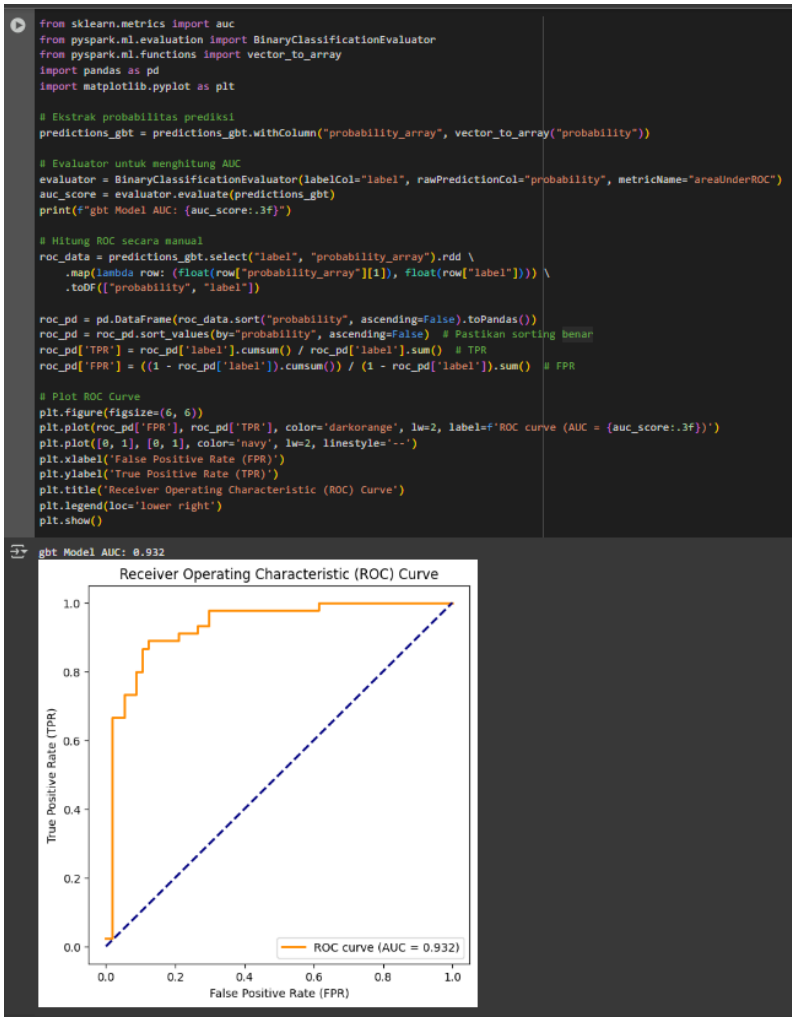 from sklearn.metrics import auc
from pyspark.ml.evaluation import BinaryClassificationEvaluator
from pyspark.ml.functions import vector_to_array
import pandas as pd
import matplotlib.pyplot as plt
# Ekstrak probabilitas prediksi
predictions_gbt = predictions_gbt.withColumn("probability_array", vector_to_array("probability"))
# Evaluator untuk menghitung AUC
evaluator = BinaryClassificationEvaluator(labelCol="label", rawPredictionCol="probability", metricName="areaUnderROC")
auc_score = evaluator.evaluate(predictions_gbt)
print(f"gbt Model AUC: {auc_score:.3f}")
# Hitung ROC secara manual
roc_data = predictions_gbt.select("label", "probability_array").rdd \
    .map(lambda row: (float(row["probability_array"][1]), float(row["label"]))) \
    .toDF(["probability", "label"])
roc_pd = pd.DataFrame(roc_data.sort("probability", ascending=False).toPandas())
roc_pd = roc_pd.sort_values(by="probability", ascending=False)  # Pastikan sorting benar
roc_pd['TPR'] = roc_pd['label'].cumsum() / roc_pd['label'].sum()  # TPR
roc_pd['FPR'] = ((1 - roc_pd['label']).cumsum()) / (1 - roc_pd['label']).sum()  # FPR
# Plot ROC Curve
plt.figure(figsize=(6, 6))
plt.plot(roc_pd['FPR'], roc_pd['TPR'], color='darkorange', lw=2, label=f'ROC curve (AUC = {auc_score:.3f})')
plt.plot([0, 1], [0, 1], color='navy', lw=2, linestyle='--')
plt.xlabel('False Positive Rate (FPR)')
plt.ylabel('True Positive Rate (TPR)')
plt.title('Receiver Operating Characteristic (ROC) Curve')
plt.legend(loc='lower right')
plt.show()
gbt Model AUC: 0.932
Receiver Operating Characteristic (ROC) Curve
True Positive Rate (TPR)
1.0
0.8
0.6
0.4
0.2
0.0
ROC curve (AUC = 0.932)
0.0 0.2 0.4 0.6 0.8 1.0
False Positive Rate (FPR)